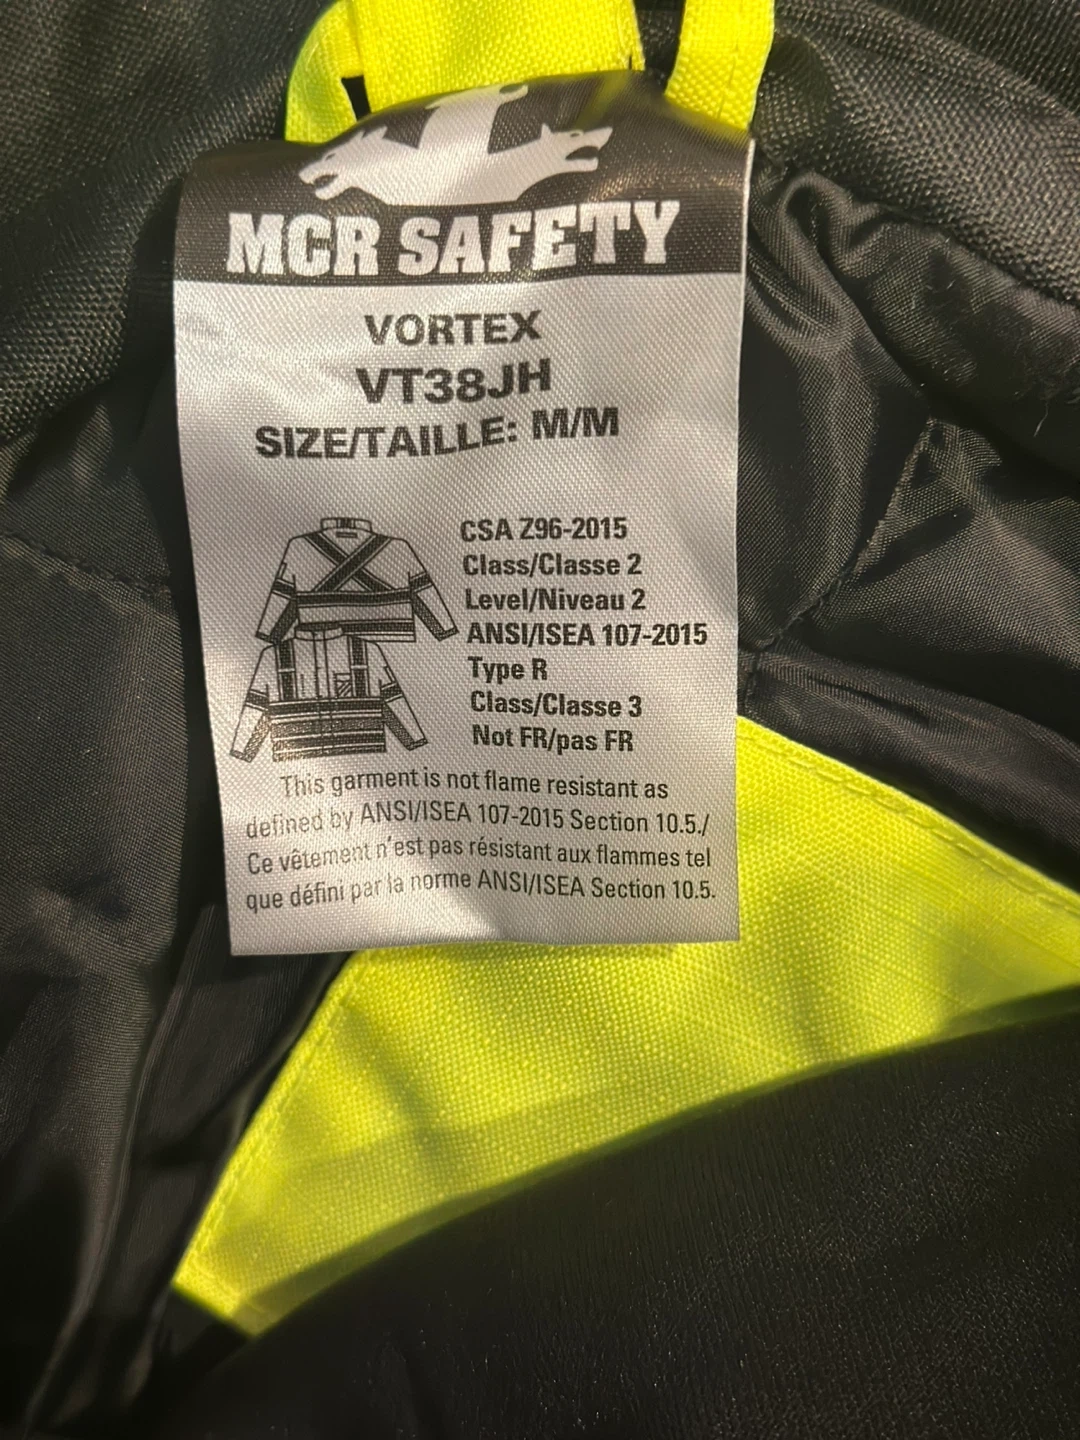 MCR SAFETY
VORTEX
VT38JH
SIZE/TAILLE: M/M
CSA Z96-2015
Class/Classe 2
Level/Niveau 2
ANSI/ISEA 107-2015
Type R
Class/Classe 3
Not FR/pas FR
This garment is not flame resistant as
defined by ANSI/ISEA 107-2015 Section 10.5./
Ce vêtement n'est pas résistant aux flammes tel
que défini par la norme ANSI/ISEA Section 10.5.